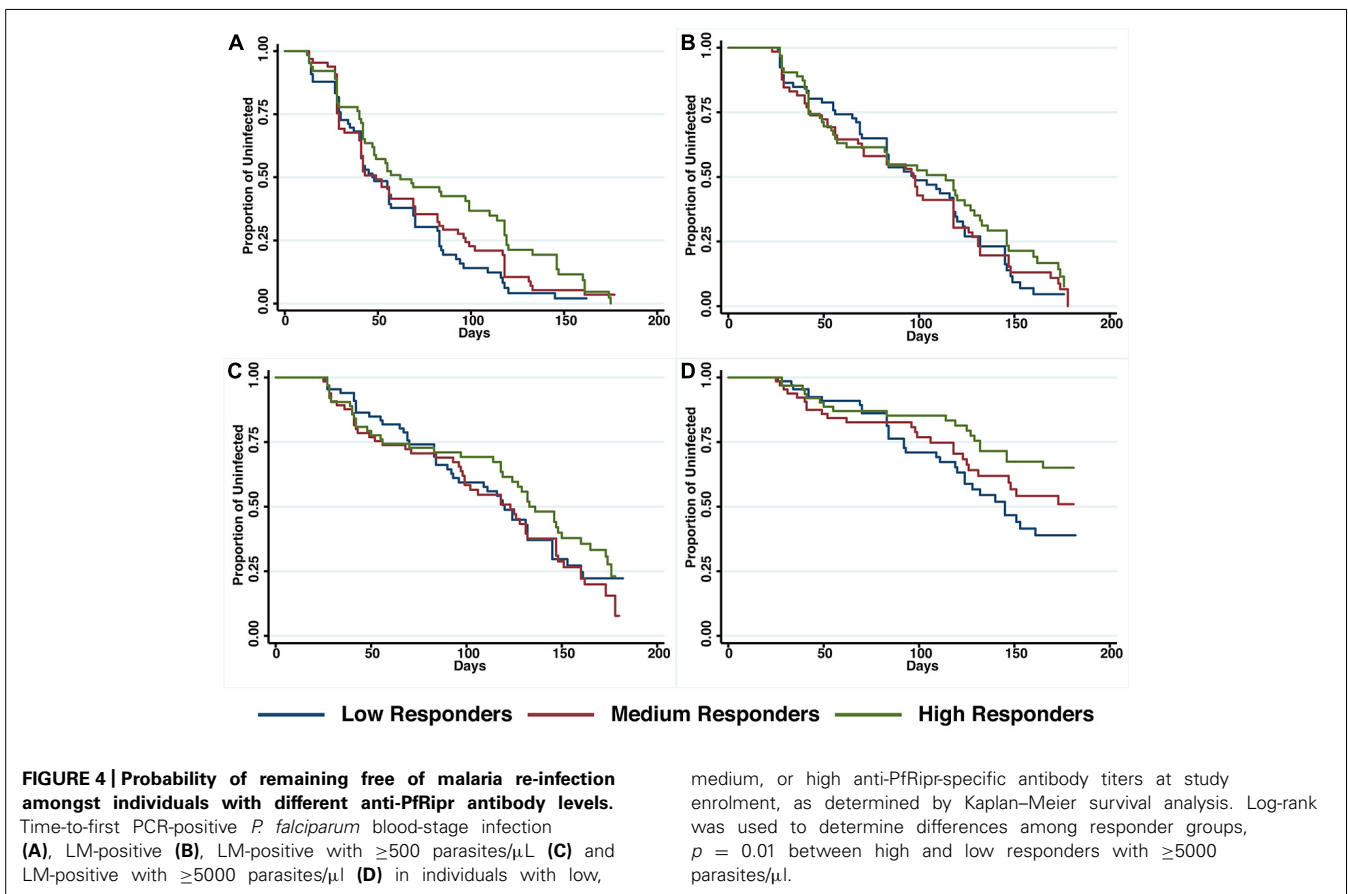 A
Proportion of Uninfected
1.00
0.75
0.50
0.25
0.00
0 50 100 150 200
Days
B
Proportion of Uninfected
1.00
0.75
0.50
0.25
0.00
0 50 100 150 200
Days
C
Proportion of Uninfected
1.00
0.75
0.50
0.25
0.00
0 50 100 150 200
Days
D
Proportion of Uninfected
1.00
0.75
0.50
0.25
0.00
0 50 100 150 200
Days
Low Responders Medium Responders High Responders
FIGURE 4 | Probability of remaining free of malaria re-infection
amongst individuals with different anti-PfRipr antibody levels.
Time-to-first PCR-positive P. falciparum blood-stage infection
(A), LM-positive (B), LM-positive with ≥500 parasites/μL (C) and
LM-positive with ≥5000 parasites/μl (D) in individuals with low,
medium, or high anti-PfRipr-specific antibody titers at study
enrolment, as determined by Kaplan–Meier survival analysis. Log-rank
was used to determine differences among responder groups,
p = 0.01 between high and low responders with ≥5000
parasites/μl.